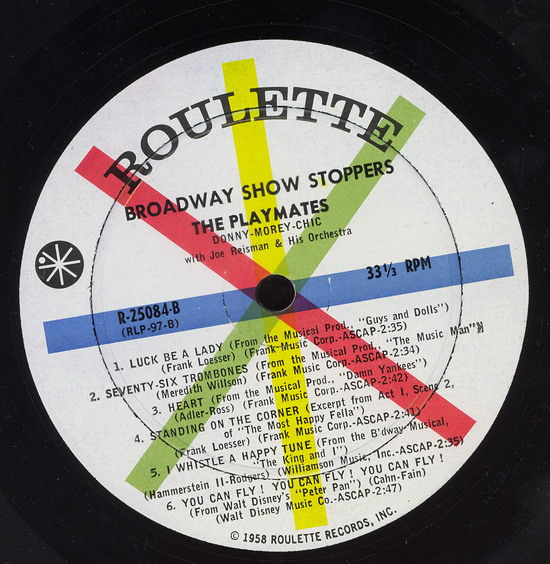 ROULETTE
BROADWAY SHOW STOPPERS
THE PLAYMATES
DONNY-MOREY-CHIC
with Joe Reisman & His Orchestra
R-25084-B
(RLP-97-B)
33⅓ RPM
1. LUCK BE A LADY (From the Musical Prod., "Guys and Dolls")
(Frank Loesser) (Frank Music Corp.-ASCAP-2:35)
2. SEVENTY-SIX TROMBONES (From the Musical Prod., "The Music Man")
(Meredith Willson) (Frank Music Corp.-ASCAP-2:34)
3. HEART (From the Musical Prod., "Damn Yankees")
(Adler-Ross) (Frank Music Corp.-ASCAP-2:42)
4. STANDING ON THE CORNER (Excerpt from Act I, Scene 2,
of "The Most Happy Fella")
(Frank Loesser) (Frank Music Corp.-ASCAP-2:41)
5. I WHISTLE A HAPPY TUNE (From the B'dway Musical,
"The King and I")
(Hammerstein II-Rodgers) (Williamson Music, Inc.-ASCAP-2:35)
6. YOU CAN FLY! YOU CAN FLY! YOU CAN FLY!
(From Walt Disney's "Peter Pan") (Cahn-Fain)
(Walt Disney Music Co.-ASCAP-2:47)
© 1958 ROULETTE RECORDS, INC.